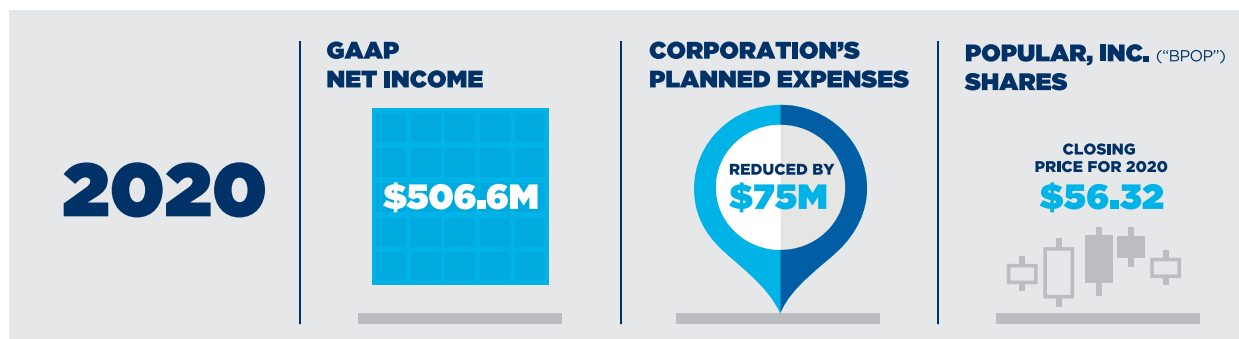 2020
GAAP
NET INCOME
$506.6M
CORPORATION'S
PLANNED EXPENSES
REDUCED BY
$75M
POPULAR, INC. (“BPOP”)
SHARES
CLOSING
PRICE FOR 2020
$56.32